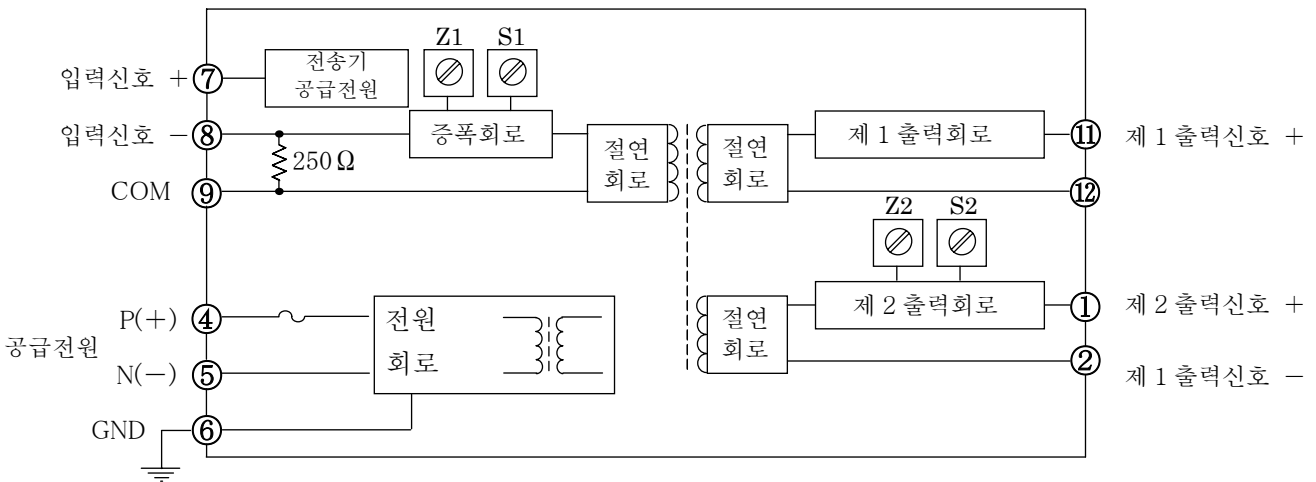 Z1
S1
입력신호 +
⑦
전송기
공급전원
입력신호 -
⑧
증폭회로
250 Ω
COM
⑨
절연
회로
절연
회로
제 1 출력회로
⑪
제 1 출력신호 +
⑫
Z2
S2
제 2 출력회로
①
제 2 출력신호 +
절연
회로
②
제 1 출력신호 -
공급전원
P(+)
④
N(-)
⑤
전원
회로
GND
⑥